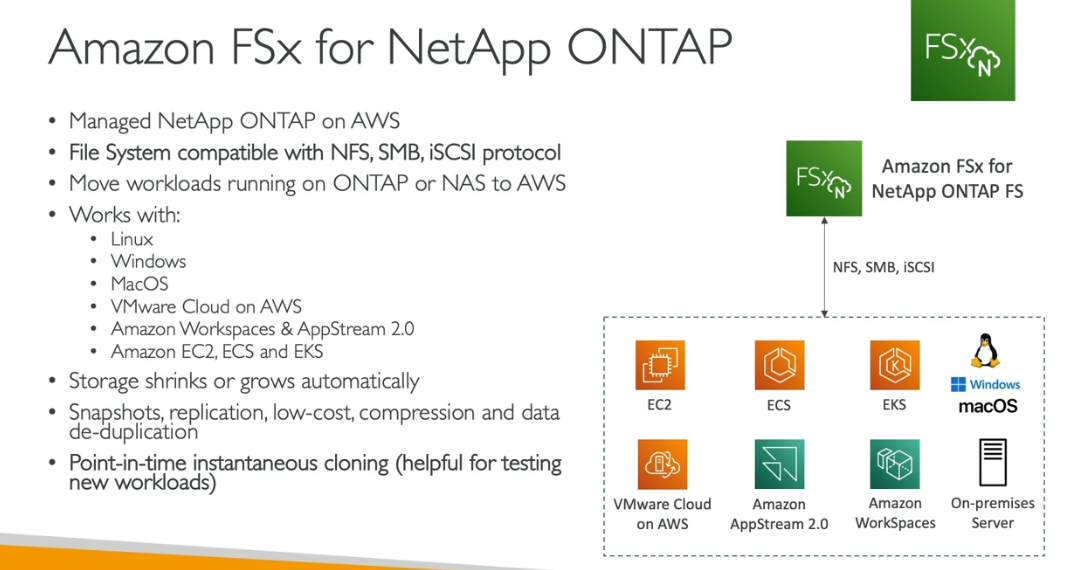 Amazon FSx for NetApp ONTAP
FSx
N
• Managed NetApp ONTAP on AWS
• File System compatible with NFS, SMB, iSCSI protocol
• Move workloads running on ONTAP or NAS to AWS
• Works with:
• Linux
• Windows
• MacOS
• VMware Cloud on AWS
• Amazon Workspaces & AppStream 2.0
• Amazon EC2, ECS and EKS
• Storage shrinks or grows automatically
• Snapshots, replication, low-cost, compression and data
de-duplication
• Point-in-time instantaneous cloning (helpful for testing
new workloads)
FSx
N
Amazon FSx for
NetApp ONTAP FS
NFS, SMB, iSCSI
EC2
ECS
K
EKS
Windows
macOS
VMware Cloud
on AWS
Amazon
AppStream 2.0
Amazon
WorkSpaces
On-premises
Server